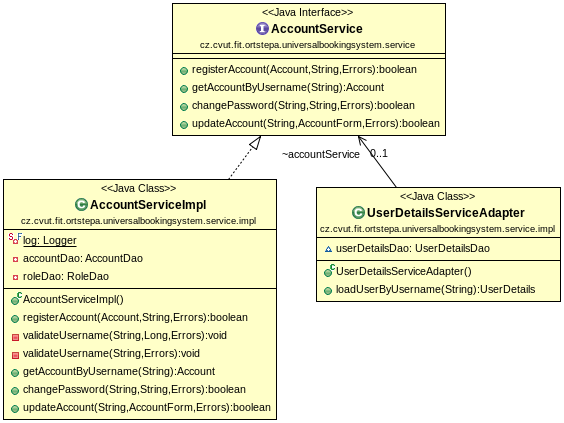 <<Java Interface>>
AccountService
cz.cvut.fit.ortstepa.universalbookingsystem.service
registerAccount(Account,String,Errors):boolean
getAccountByUsername(String):Account
changePassword(String,String,Errors):boolean
updateAccount(String,AccountForm,Errors):boolean
~accountService 0..1
<<Java Class>>
AccountServiceImpl
cz.cvut.fit.ortstepa.universalbookingsystem.service.impl
log: Logger
accountDao: AccountDao
roleDao: RoleDao
AccountServiceImpl()
registerAccount(Account,String,Errors):boolean
validateUsername(String,Long,Errors):void
validateUsername(String,Errors):void
getAccountByUsername(String):Account
changePassword(String,String,Errors):boolean
updateAccount(String,AccountForm,Errors):boolean
<<Java Class>>
UserDetailsServiceAdapter
cz.cvut.fit.ortstepa.universalbookingsystem.service.impl
userDetailsDao: UserDetailsDao
UserDetailsServiceAdapter()
loadUserByUsername(String):UserDetails